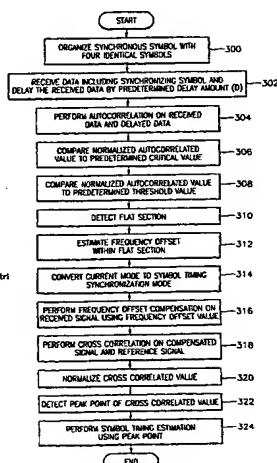 START
ORGANIZE SYNCHRONOUS SYMBOL WITH
FOUR IDENTICAL SYMBOLS
300
RECEIVE DATA INCLUDING SYNCHRONIZING SYMBOL AND
DELAY THE RECEIVED DATA BY PREDETERMINED DELAY AMOUNT (D)
302
PERFORM AUTOCORRELATION ON RECEIVED
DATA AND DELAYED DATA
304
COMPARE NORMALIZED AUTOCORRELATED
VALUE TO PREDETERMINED CRITICAL VALUE
306
COMPARE NORMALIZED AUTOCORRELATED VALUE
TO PREDETERMINED THRESHOLD VALUE
308
DETECT FLAT SECTION
310
ESTIMATE FREQUENCY OFFSET
WITHIN FLAT SECTION
312
ctrl
CONVERT CURRENT MODE TO SYMBOL TIMING
SYNCHRONIZATION MODE
314
PERFORM FREQUENCY OFFSET COMPENSATION ON
RECEIVED SIGNAL USING FREQUENCY OFFSET VALUE
316
PERFORM CROSS CORRELATION ON COMPENSATED
SIGNAL AND REFERENCE SIGNAL
318
NORMALIZE CROSS CORRELATED VALUE
320
DETECT PEAK POINT OF CROSS CORRELATED VALUE
322
PERFORM SYMBOL TIMING ESTIMATION
USING PEAK POINT
324
END